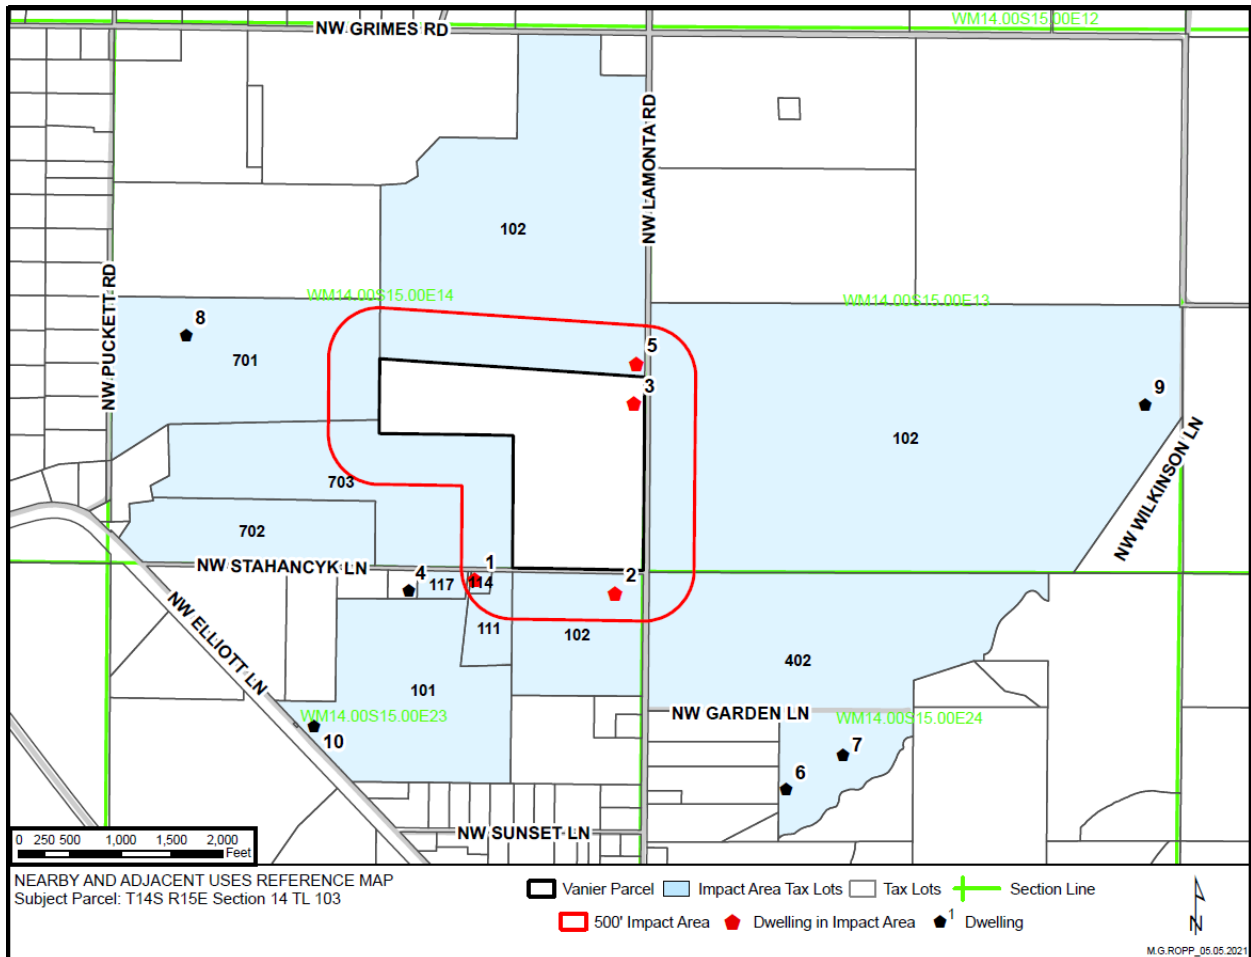 WM14.00S15.00E12
NW GRIMES RD
NW LAMONTA RD
102
NW PUCKETT RD
WM14.00S15.00E14
WM14.00S15.00E13
8
701
5
3
9
102
NW WILKINSON LN
703
702
NW STAHANCYK LN
4
117
1
114
2
NW ELLIOTT LN
111
102
402
101
WM14.00S15.00E23
NW GARDEN LN
WM14.00S15.00E24
10
7
6
NW SUNSET LN
0 250 500 1,000 1,500 2,000
Feet
NEARBY AND ADJACENT USES REFERENCE MAP
Subject Parcel: T14S R15E Section 14 TL 103
Vanier Parcel Impact Area Tax Lots Tax Lots Section Line
500' Impact Area Dwelling in Impact Area 1 Dwelling
N
M.G.ROPP_05.05.2021